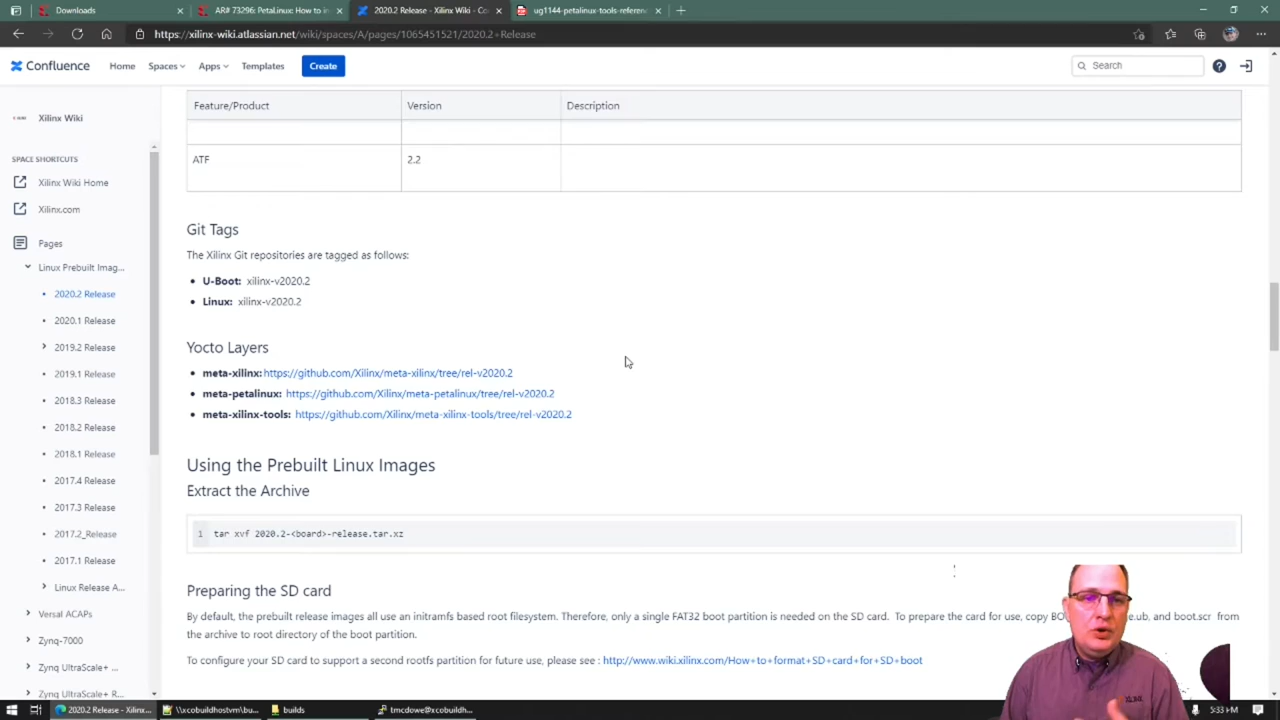 Downloads
AR# 73296: PetaLinux How to in
2020.2 Release - Xilinx Wiki - Co
ug1144-petalinux-tools-referenc
https://xilinx-wiki.atlassian.net/wiki/spaces/A/pages/1065451521/2020.2+Release
Confluence
Home
Spaces
Apps
Templates
Create
Search
Xilinx Wiki
SPACE SHORTCUTS
Xilinx Wiki Home
Xilinx.com
Pages
Linux Prebuilt Imag...
2020.2 Release
2020.1 Release
2019.2 Release
2019.1 Release
2018.3 Release
2018.2 Release
2018.1 Release
2017.4 Release
2017.3 Release
2017.2_Release
2017.1 Release
Linux Release A...
Versal ACAPs
Zynq-7000
Zynq UltraScale+ ...
Zynq UltraScale+ R...
Feature/Product Version Description
ATF 2.2
Git Tags
The Xilinx Git repositories are tagged as follows:
• U-Boot: xilinx-v2020.2
• Linux: xilinx-v2020.2
Yocto Layers
• meta-xilinx: https://github.com/Xilinx/meta-xilinx/tree/rel-v2020.2
• meta-petalinux: https://github.com/Xilinx/meta-petalinux/tree/rel-v2020.2
• meta-xilinx-tools: https://github.com/Xilinx/meta-xilinx-tools/tree/rel-v2020.2
Using the Prebuilt Linux Images
Extract the Archive
1 tar xvf 2020.2-<board>-release.tar.xz
Preparing the SD card
By default, the prebuilt release images all use an initramfs based root filesystem. Therefore, only a single FAT32 boot partition is needed on the SD card. To prepare the card for use, copy BO e.ub, and boot.scr from
the archive to root directory of the boot partition.
To configure your SD card to support a second rootfs partition for future use, please see : http://www.wiki.xilinx.com/How+to+format+SD+card+for+SD+boot
2020.2 Release - Xilinx...
\\xcobuildhostvm\bu...
builds
tmcdowe@xcobuildh...
5:33 PM